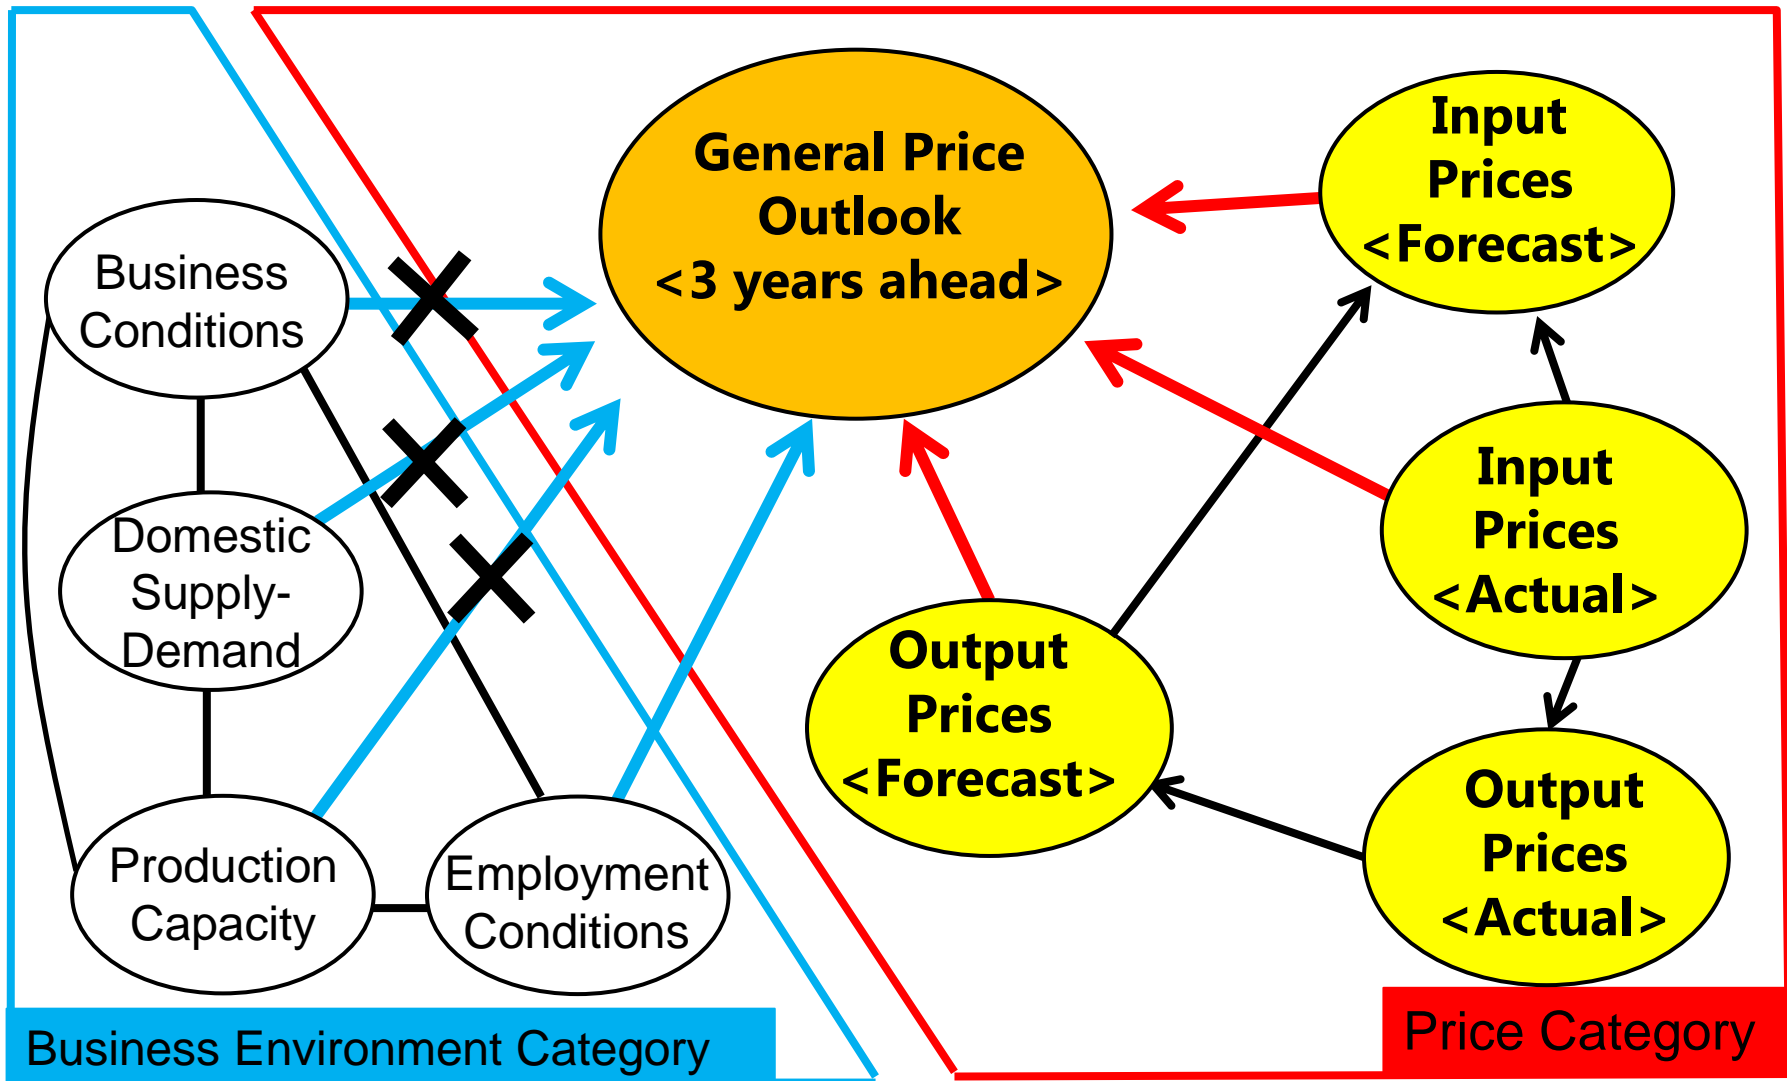 General Price
Outlook
<3 years ahead>
Input
Prices
<Forecast>
Business
Conditions
Input
Prices
<Actual>
Domestic
Supply-
Demand
Output
Prices
<Forecast>
Output
Prices
<Actual>
Production
Capacity
Employment
Conditions
Business Environment Category
Price Category